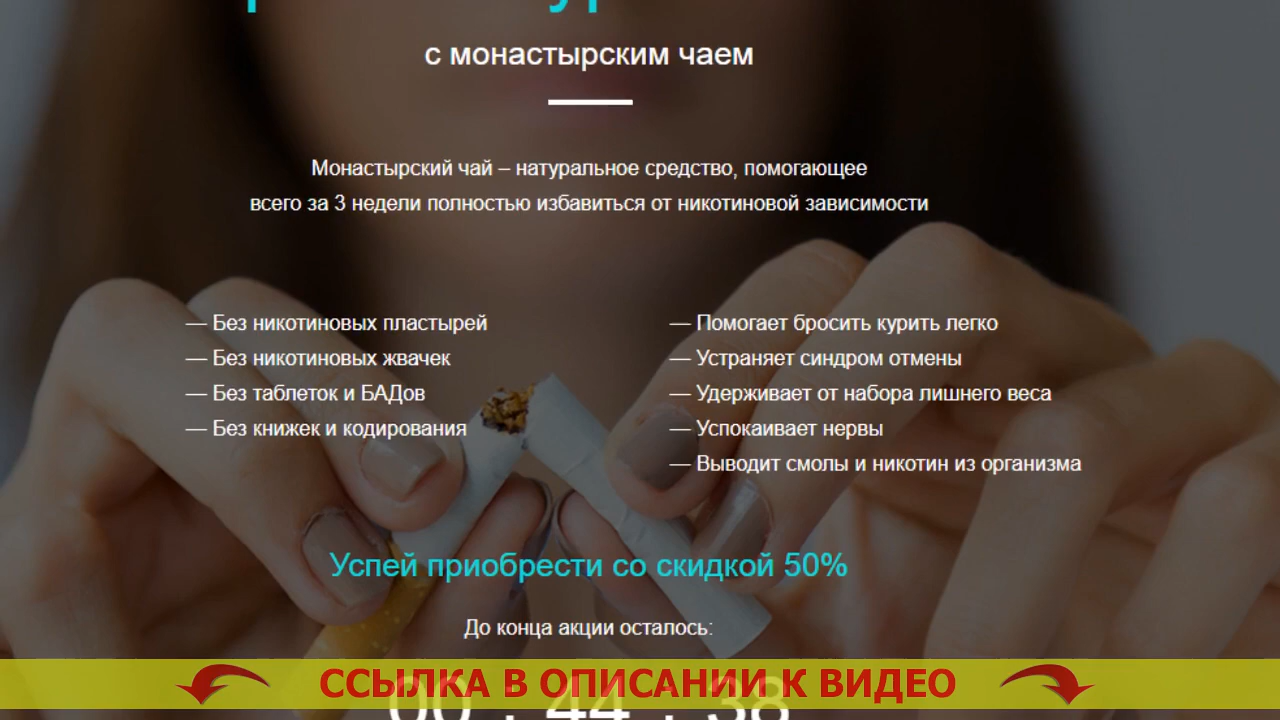 с монастырским чаем
Монастырский чай – натуральное средство, помогающее
всего за 3 недели полностью избавиться от никотиновой зависимости
— Без никотиновых пластырей
— Без никотиновых жвачек
— Без таблеток и БАДов
— Без книжек и кодирования
— Помогает бросить курить легко
— Устраняет синдром отмены
— Удерживает от набора лишнего веса
— Успокаивает нервы
— Выводит смолы и никотин из организма
Успей приобрести со скидкой 50%
До конца акции осталось:
ССЫЛКА В ОПИСАНИИ К ВИДЕО
00 : 44 : 38